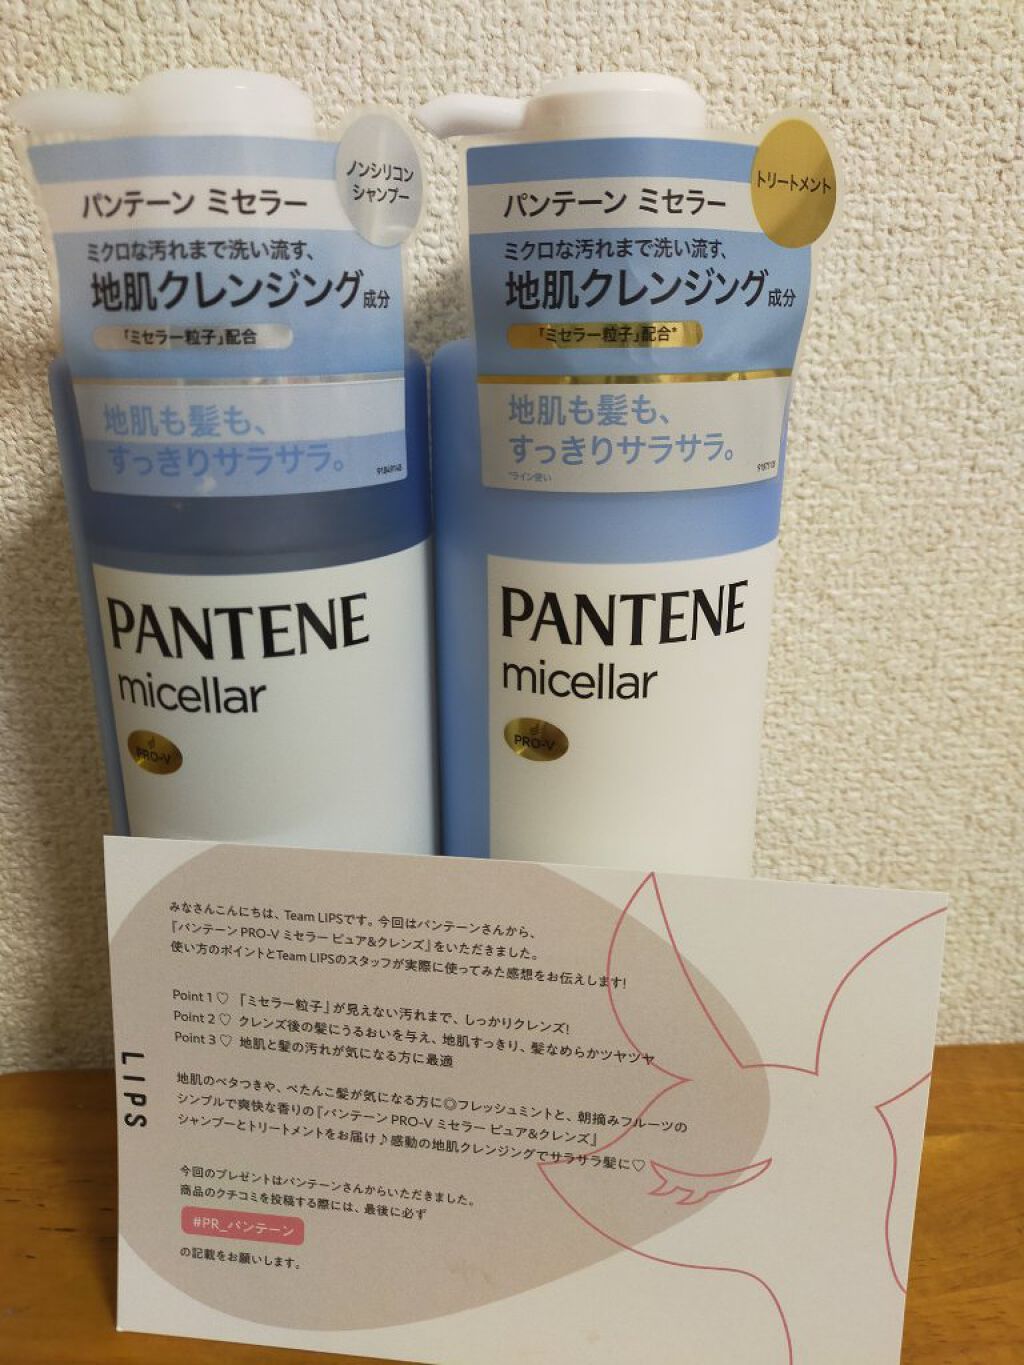 ノンシリコン
シャンプー
パンテーン ミセラー
ミクロな汚れまで洗い流す、
地肌クレンジング成分
「ミセラー粒子」配合
地肌も髪も、
すっきりサラサラ。
PANTENE
micellar
PRO-V
トリートメント
パンテーン ミセラー
ミクロな汚れまで洗い流す、
地肌クレンジング成分
「ミセラー粒子」配合*
地肌も髪も、
すっきりサラサラ。
*ライン使い
PANTENE
micellar
PRO-V
LIPS
みなさんこんにちは、Team LIPSです。今回はパンテーンさんから、
『パンテーン PRO-V ミセラー ピュア&クレンズ』をいただきました。
使い方のポイントとTeam LIPSのスタッフが実際に使ってみた感想をお伝えします!
Point 1♡『ミセラー粒子』が見えない汚れまで、しっかりクレンズ!
Point 2♡ クレンズ後の髪にうるおいを与え、地肌すっきり、髪なめらかツヤツヤ
Point 3♡ 地肌と髪の汚れが気になる方に最適
地肌のベタつきや、ぺたんこ髪が気になる方に◎フレッシュミントと、朝摘みフルーツの
シンプルで爽快な香りの『パンテーン PRO-V ミセラー ピュア&クレンズ』
シャンプーとトリートメントをお届け♪感動の地肌クレンジングでサラサラ髪に♡
今回のプレゼントはパンテーンさんからいただきました。
商品のクチコミを投稿する際には、最後に必ず
#PR_パンテーン
の記載をお願いします。